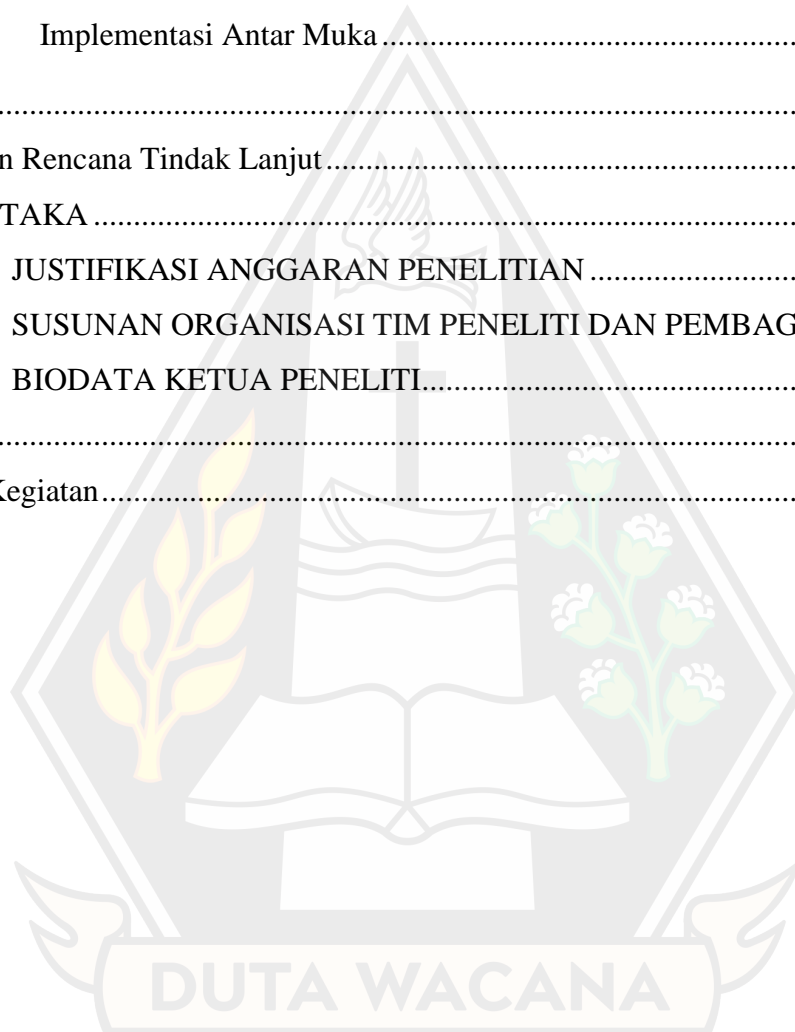 Implementasi Antar Muka ..........................................................
....................................................................................................
n Rencana Tindak Lanjut ..........................................................
TAKA ........................................................................................
JUSTIFIKASI ANGGARAN PENELITIAN ..........................
SUSUNAN ORGANISASI TIM PENELITI DAN PEMBAG
BIODATA KETUA PENELITI ...............................................
....................................................................................................
Kegiatan .......................................................................................
DUTA WACANA